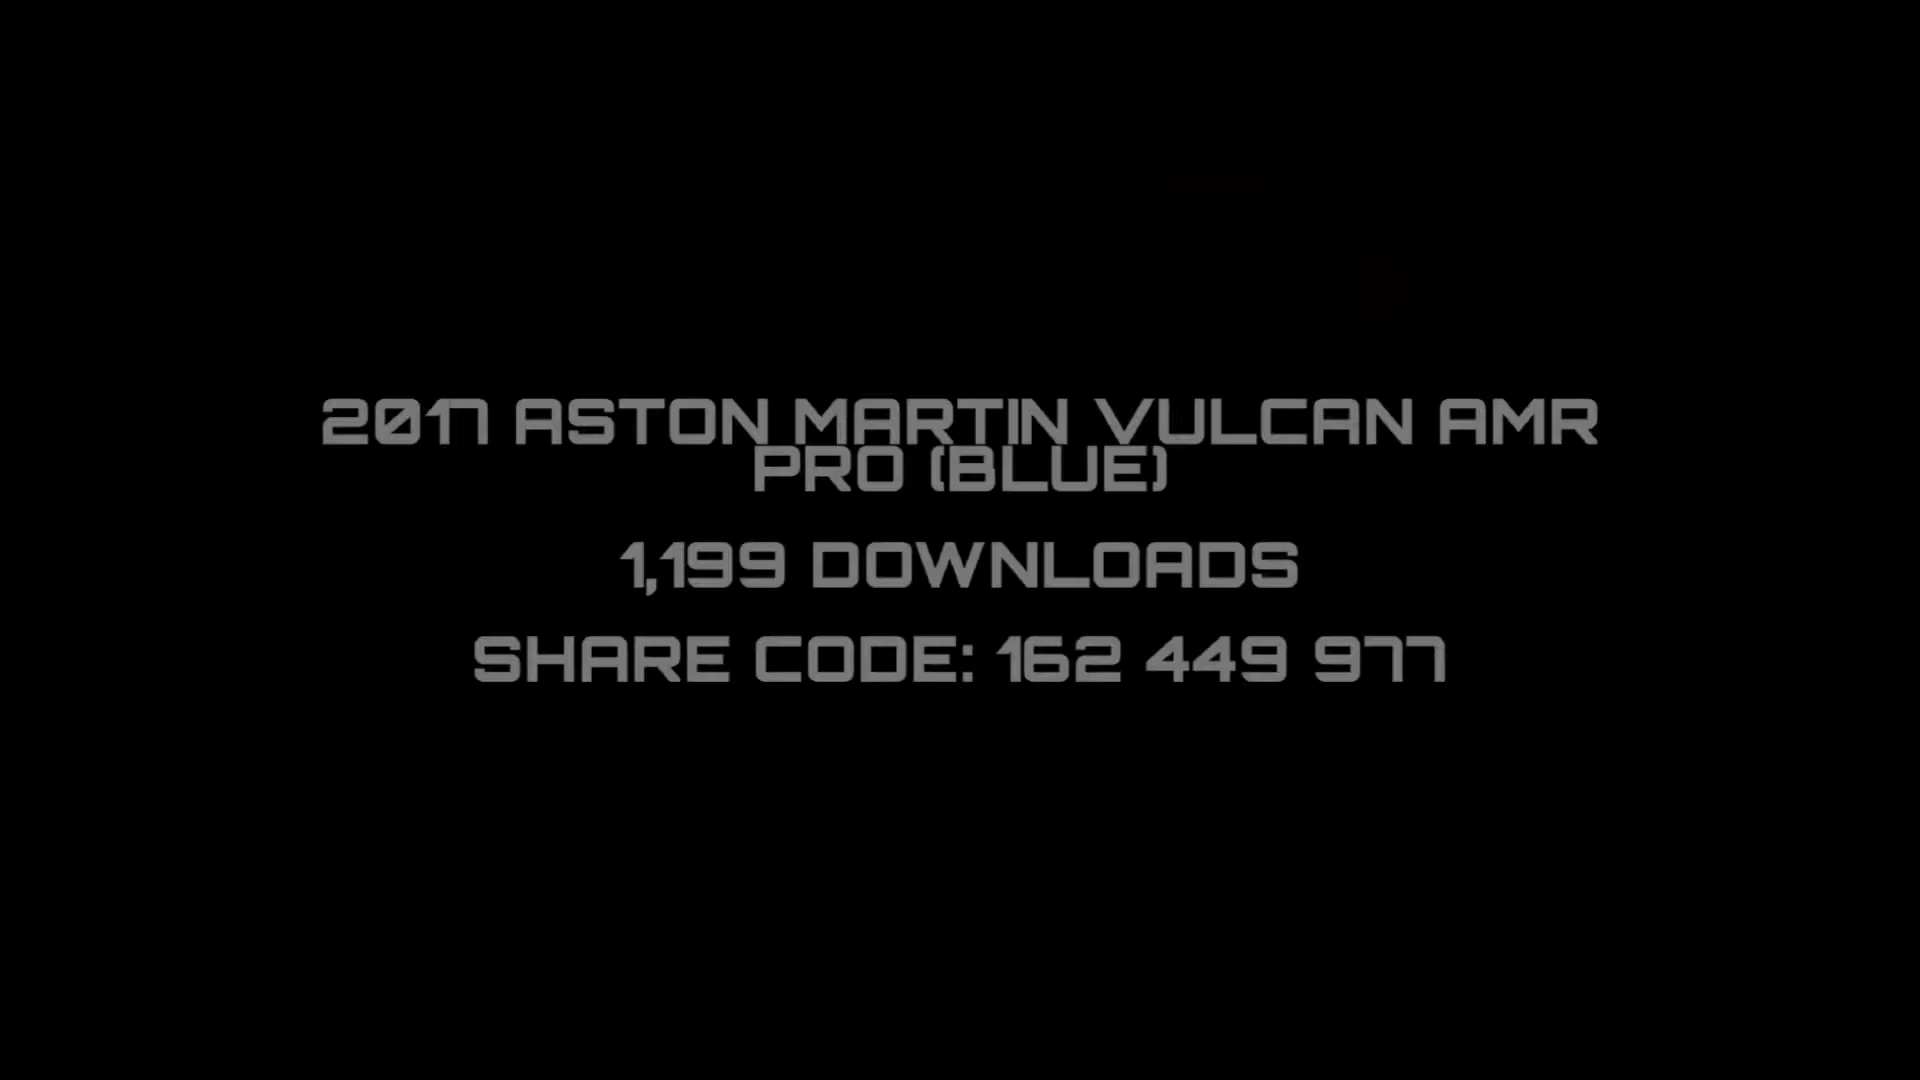 2017 ASTON MARTIN VULCAN AMR
PRO (BLUE)
1,199 DOWNLOADS
SHARE CODE: 162 449 977